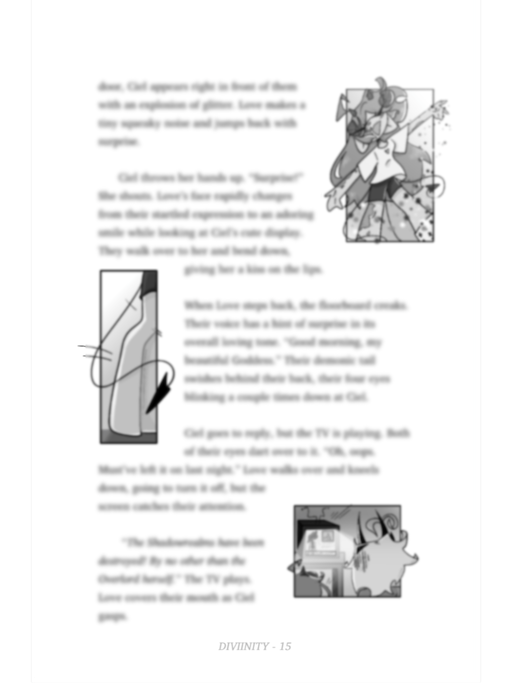 door, Ciel appears right in front of them
with an explosion of glitter. Love makes a
tiny squeaky noise and jumps back with
surprise.
Ciel throws her hands up. "Surprise!"
She shouts. Love's face rapidly changes
from their startled expression to an adoring
smile while looking at Ciel's cute display.
They walk over to her and bend down,
giving her a kiss on the lips.
When Love steps back, the floorboard creaks.
Their voice has a hint of surprise in its
overall loving tone. "Good morning, my
beautiful Goddess." Their demonic tail
swishes behind their back, their four eyes
blinking a couple times down at Ciel.
Ciel goes to reply, but the TV is playing. Both
of their eyes dart over to it. "Oh, oops.
Must've left it on last night." Love walks over and kneels
down, going to turn it off, but the
screen catches their attention.
"The Shadowrealms have been
destroyed! By no other than the
Overlord herself." The TV plays.
Love covers their mouth as Ciel
gasps.
DIVIINITY - 15